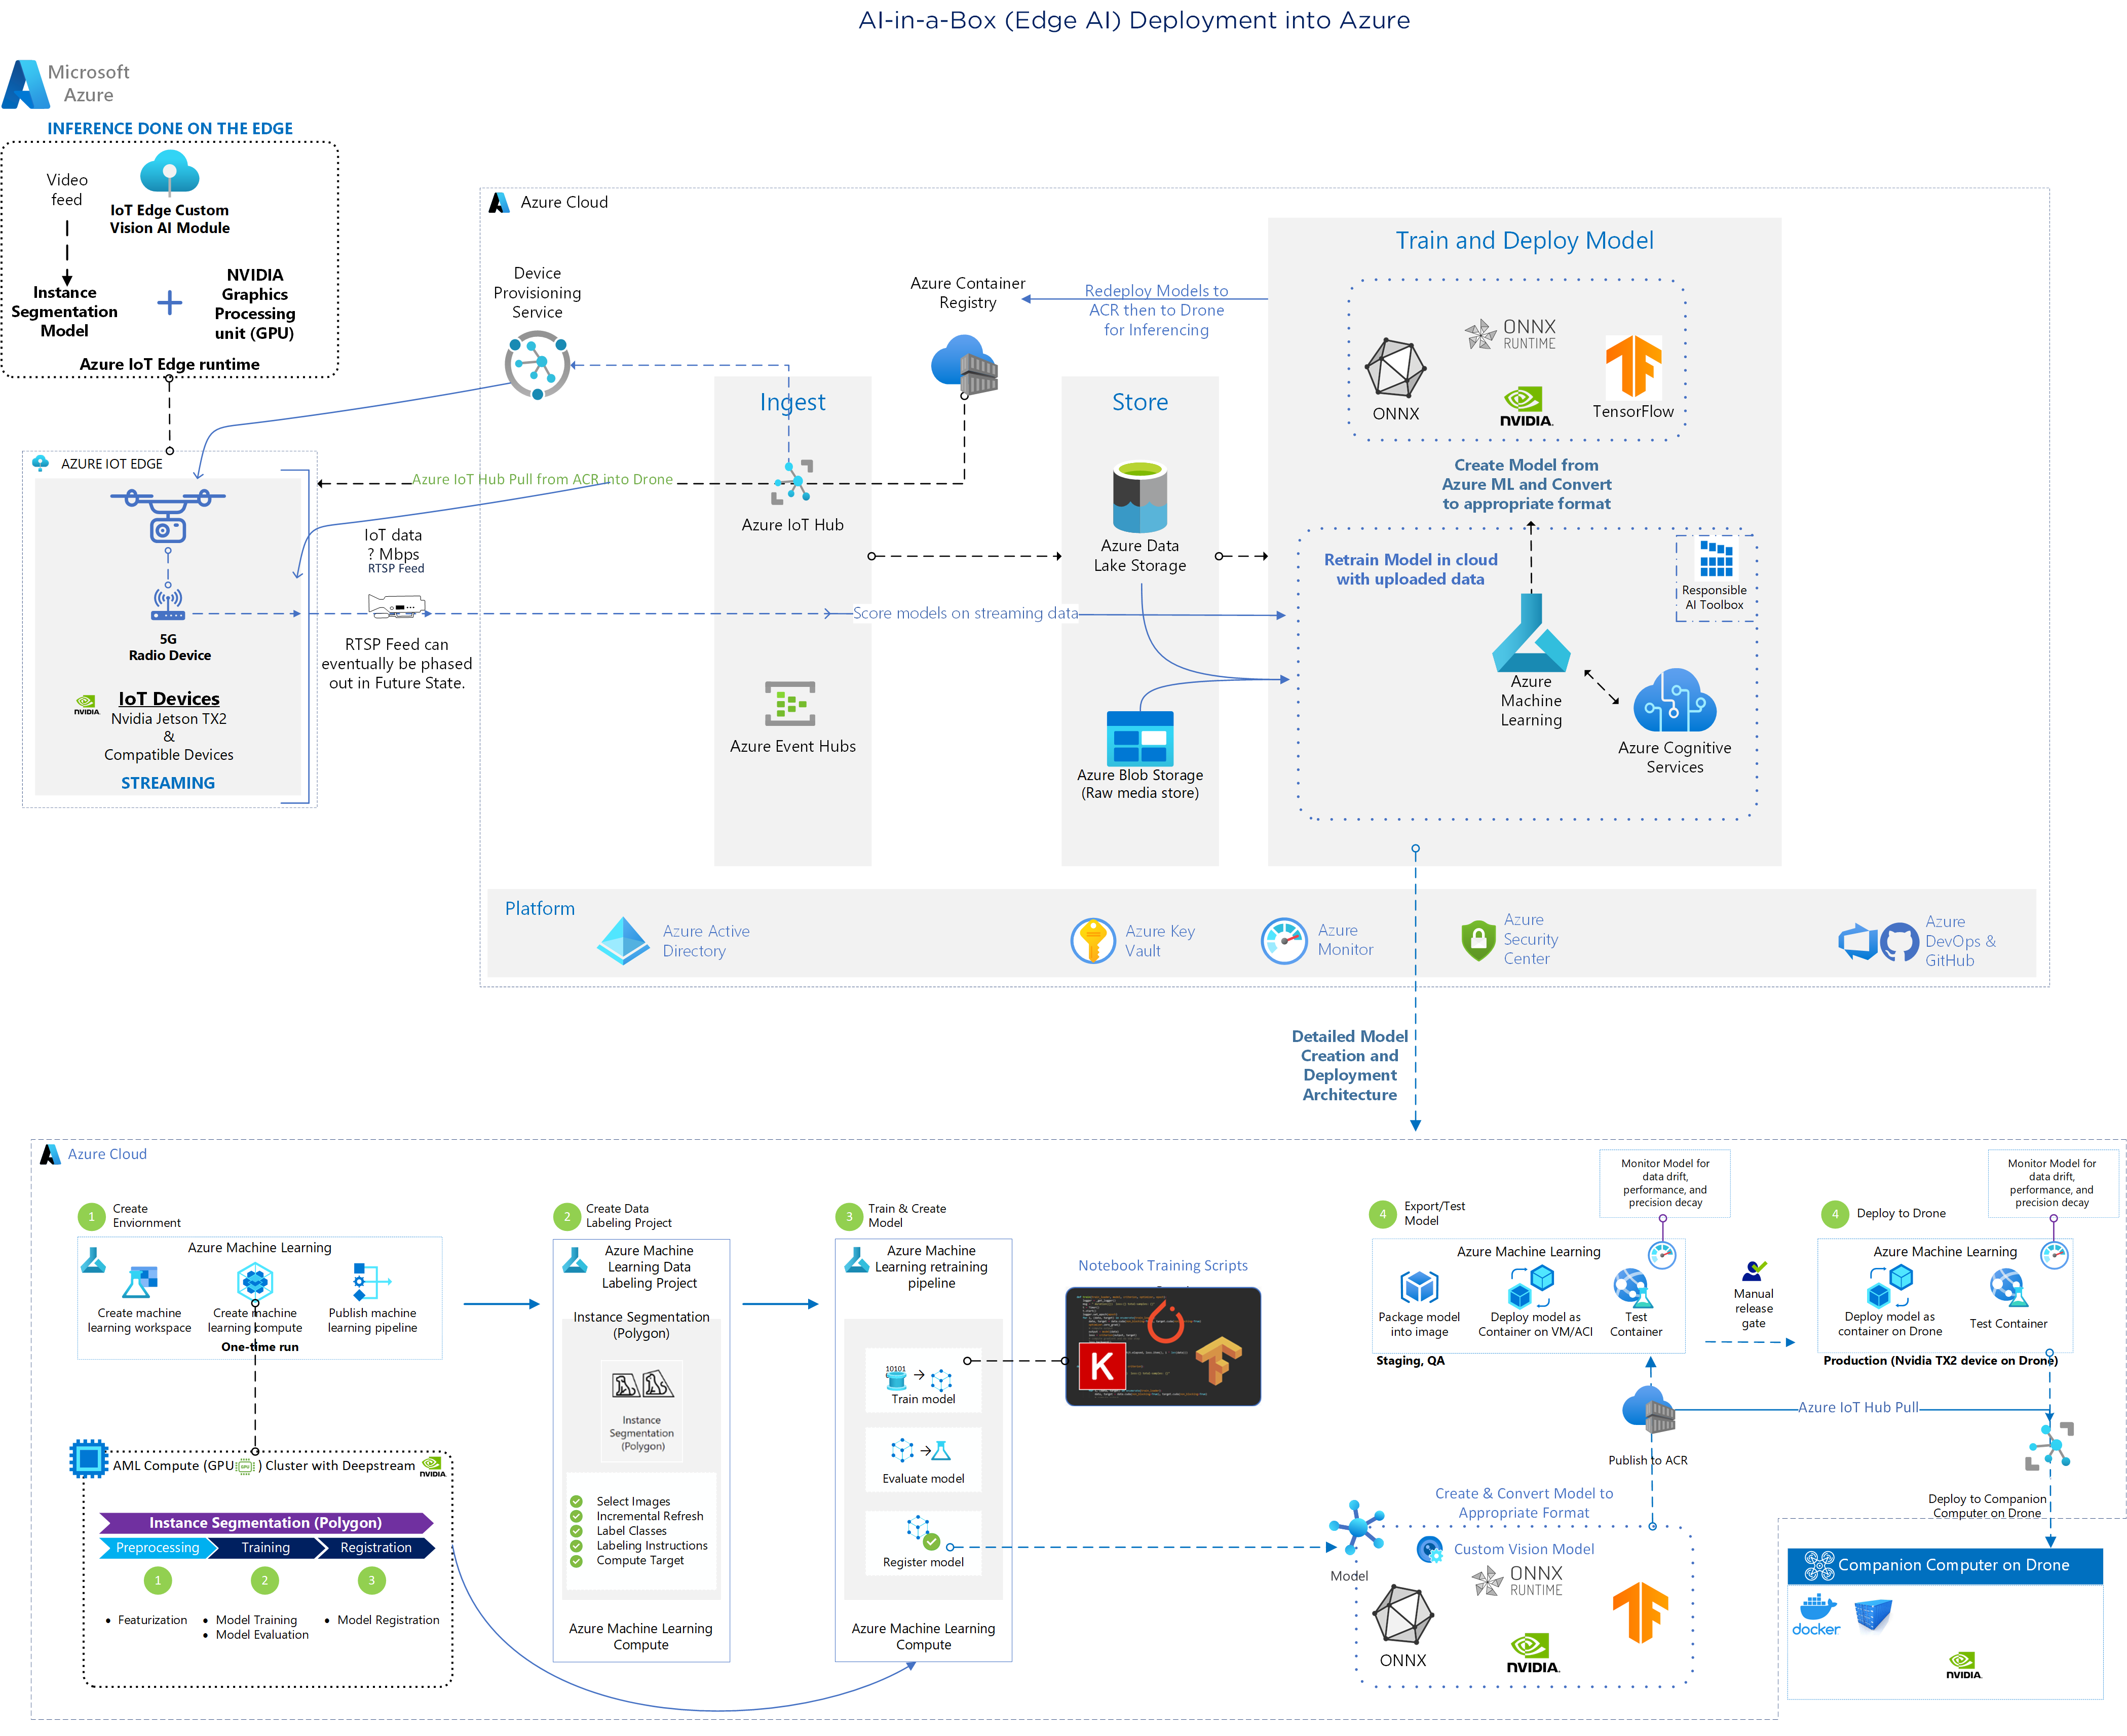 AI-in-a-Box (Edge AI) Deployment into Azure
Microsoft
Azure
INFERENCE DONE ON THE EDGE
Video
feed
IoT Edge Custom
Vision AI Module
Instance
Segmentation
Model
NVIDIA
Graphics
Processing
unit (GPU)
Azure IoT Edge runtime
AZURE IOT EDGE
5G
Radio Device
NVIDIA.
IoT Devices
Nvidia Jetson TX2
&
Compatible Devices
STREAMING
IoT data
? Mbps
RTSP Feed
RTSP Feed can
eventually be phased
out in Future State.
Azure Cloud
Device
Provisioning
Service
Azure IoT Hub Pull from ACR into Drone
Ingest
Azure IoT Hub
Azure Event Hubs
Azure Container
Registry
Redeploy Models to
ACR then to Drone
for Inferencing
Store
Azure Data
Lake Storage
Score models on streaming data
Azure Blob Storage
(Raw media store)
Train and Deploy Model
ONNX
ONNX
RUNTIME
NVIDIA.
TensorFlow
Create Model from
Azure ML and Convert
to appropriate format
Retrain Model in cloud
with uploaded data
Responsible
AI Toolbox
Azure
Machine
Learning
Azure Cognitive
Services
Platform
Azure Active
Directory
Azure Key
Vault
Azure
Monitor
Azure
Security
Center
Azure
DevOps &
GitHub
Detailed Model
Creation and
Deployment
Architecture
Azure Cloud
1
Create
Enviornment
Azure Machine Learning
Create machine
learning workspace
Create machine
learning compute
Publish machine
learning pipeline
One-time run
AML Compute (GPU
GPU
) Cluster with Deepstream
NVIDIA.
Instance Segmentation (Polygon)
Preprocessing
Training
Registration
1
2
3
• Featurization
• Model Training
• Model Evaluation
• Model Registration
2
Create Data
Labeling Project
Azure Machine
Learning Data
Labeling Project
Instance Segmentation
(Polygon)
Instance
Segmentation
(Polygon)
Select Images
Incremental Refresh
Label Classes
Labeling Instructions
Compute Target
Azure Machine Learning
Compute
3
Train & Create
Model
Azure Machine
Learning retraining
pipeline
10101
Train model
Evaluate model
Register model
Azure Machine Learning
Compute
Notebook Training Scripts
K
4
Export/Test
Model
Monitor Model for
data drift,
performance, and
precision decay
Azure Machine Learning
Package model
into image
Deploy model as
Container on VM/ACI
Test
Container
Staging, QA
Manual
release
gate
4
Deploy to Drone
Monitor Model for
data drift,
performance, and
precision decay
Azure Machine Learning
Deploy model as
container on Drone
Test Container
Production (Nvidia TX2 device on Drone)
Azure IoT Hub Pull
Publish to ACR
Create & Convert Model to
Appropriate Format
Model
Custom Vision Model
ONNX
RUNTIME
ONNX
NVIDIA.
Deploy to Companion
Computer on Drone
Companion Computer on Drone
docker
NVIDIA.